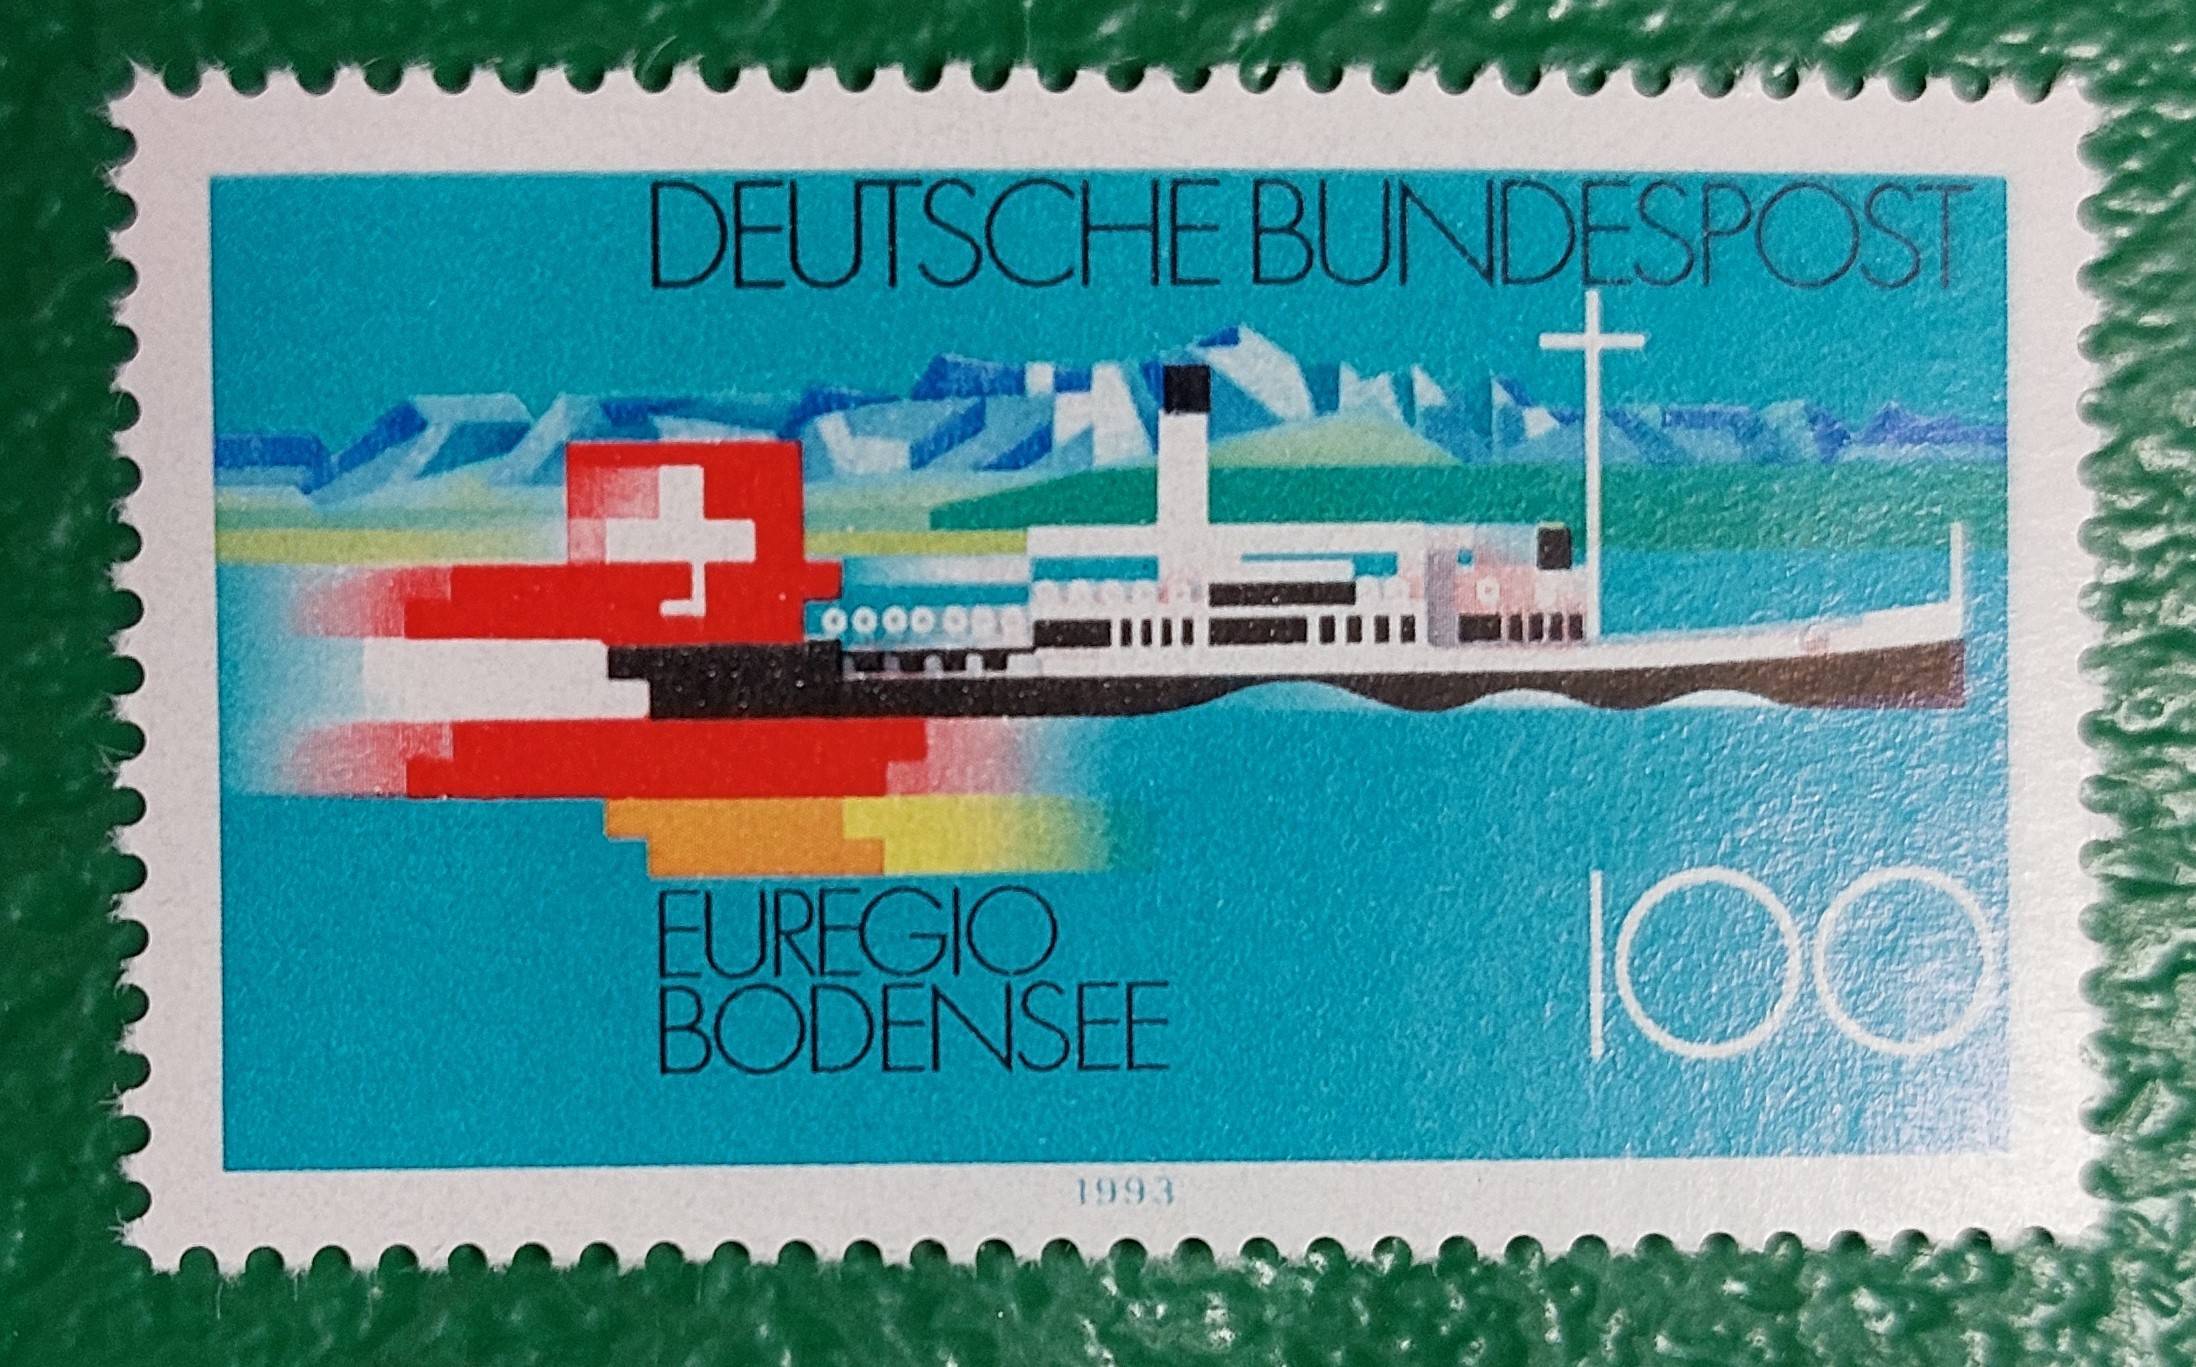 DEUTSCHE BUNDESPOST
EUREGIO
BODENSEE
100
1993